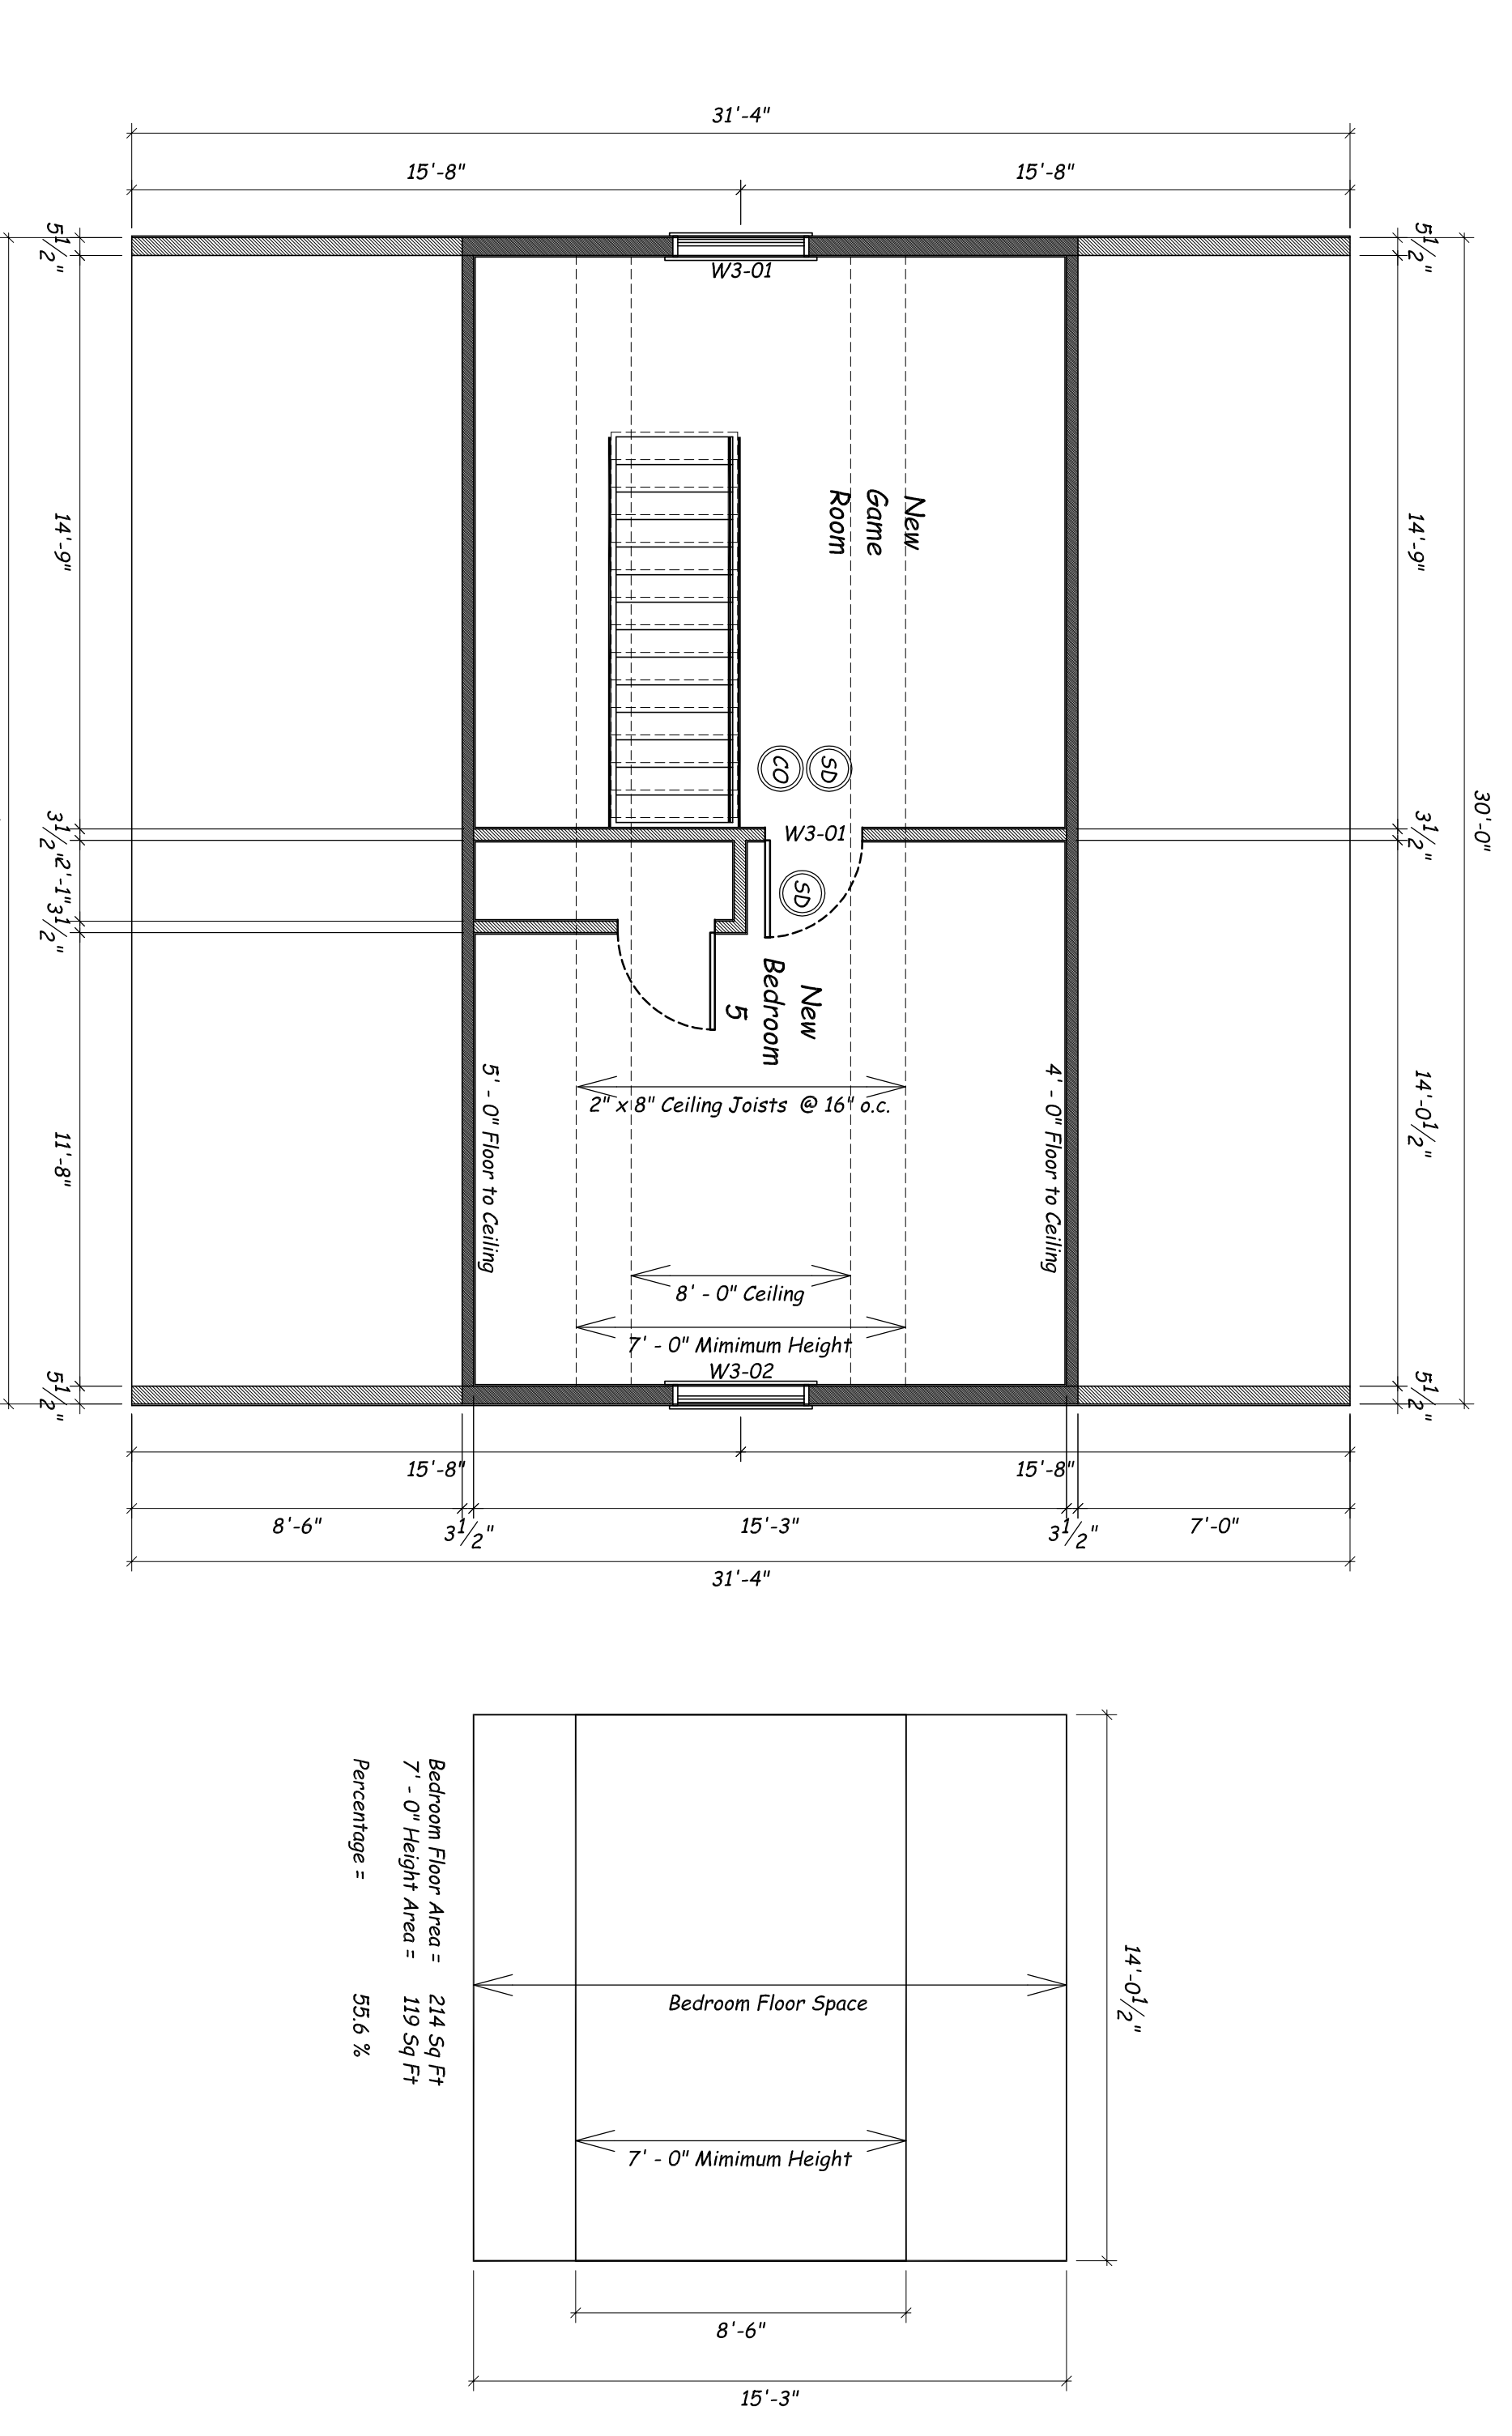 31'-4"
15'-8"
15'-8"
5 1/2"
5 1/2"
W3-01
14'-9"
14'-9"
New
Game
Room
30'-0"
CO
SD
3 1/2"
W3-01
3 1/2"
2'-1"
SD
3 1/2"
New
Bedroom
5
5' - 0" Floor to Ceiling
4' - 0" Floor to Ceiling
2" x 8" Ceiling Joists @ 16" o.c.
11'-8"
14'-0 1/2"
8' - 0" Ceiling
7' - 0" Mimimum Height
W3-02
5 1/2"
5 1/2"
15'-8"
15'-8"
8'-6"
3 1/2"
15'-3"
3 1/2"
7'-0"
31'-4"
Bedroom Floor Area = 214 Sq Ft
7' - 0" Height Area = 119 Sq Ft
Percentage = 55.6 %
14'-0 1/2"
Bedroom Floor Space
7' - 0" Mimimum Height
8'-6"
15'-3"